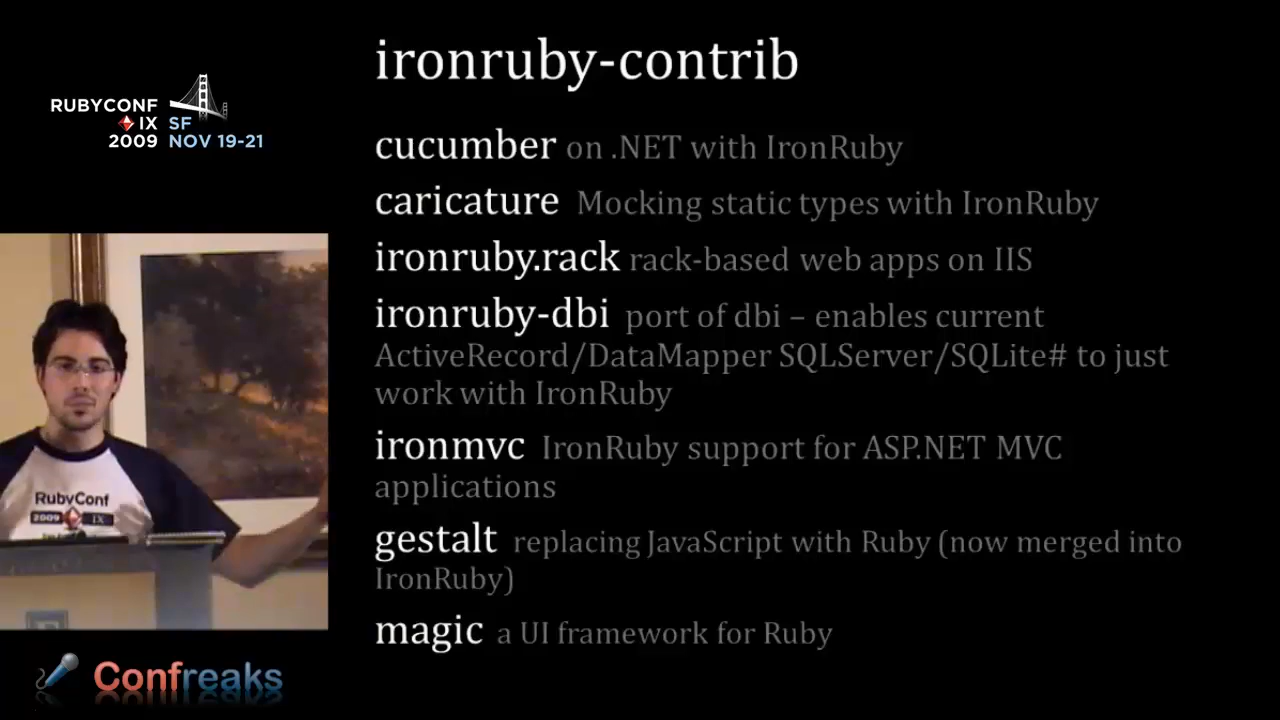 ironruby-contrib
RUBYCONF
IX SF
2009 NOV 19-21
cucumber on .NET with IronRuby
caricature Mocking static types with IronRuby
ironruby.rack rack-based web apps on IIS
ironruby-dbi port of dbi – enables current
ActiveRecord/DataMapper SQLServer/SQLite# to just
work with IronRuby
ironmvc IronRuby support for ASP.NET MVC
applications
gestalt replacing JavaScript with Ruby (now merged into
IronRuby)
magic a UI framework for Ruby
RubyConf
2009 IX
Confreaks